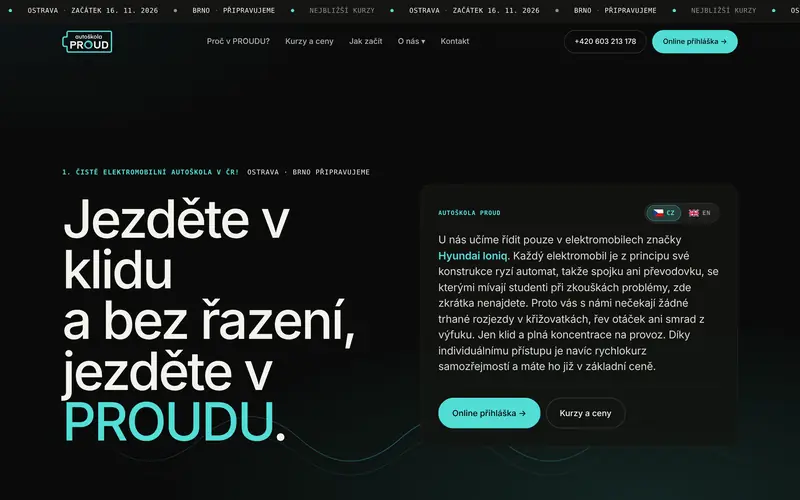 OSTRAVA · ZAČÁTEK 16. 11. 2026 BRNO · PŘIPRAVUJEME NEJBLIŽŠÍ KURZY OSTRAVA · ZAČÁTEK 16. 11. 2026 BRNO · PŘIPRAVUJEME NEJBLIŽŠÍ KURZY OS
autoškola
PROUD
Proč v PROUDU? Kurzy a ceny Jak začít O nás ▾ Kontakt
+420 603 213 178
Online přihláška →
1. ČISTĚ ELEKTROMOBILNÍ AUTOŠKOLA V ČR! OSTRAVA · BRNO PŘIPRAVUJEME
Jezděte v
klidu
a bez řazení,
jezděte v
PROUDU.
AUTOŠKOLA PROUD
CZ EN
U nás učíme řídit pouze v elektromobilech značky
Hyundai Ioniq. Každý elektromobil je z principu své
konstrukce ryzí automat, takže spojku ani převodovku, se
kterými mívají studenti při zkouškách problémy, zde
zkrátka nenajdete. Proto vás s námi nečekají žádné
trhané rozjezdy v křižovatkách, řev otáček ani smrad z
výfuku. Jen klid a plná koncentrace na provoz. Díky
individuálnímu přístupu je navíc rychlokurz
samozřejmostí a máte ho již v základní ceně.
Online přihláška →
Kurzy a ceny